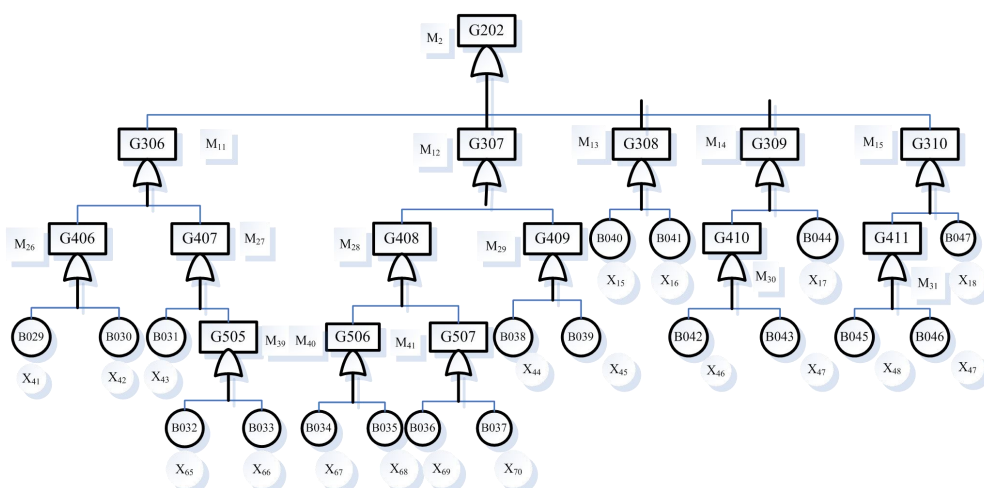 G202
M₂
G306
M₁₁
G307
M₁₂
M₁₃
G308
M₁₄
G309
M₁₅
G310
M₂₆
G406
G407
M₂₇
M₂₈
G408
M₂₉
G409
B040
B041
G410
B044
G411
B047
X₁₅
X₁₆
M₃₀
X₁₇
M₃₁
X₁₈
B029
B030
B031
G505
M₃₉
M₄₀
G506
M₄₁
G507
B038
B039
B042
B043
B045
B046
X₄₁
X₄₂
X₄₃
X₄₄
X₄₅
X₄₆
X₄₇
X₄₈
X₄₇
B032
B033
B034
B035
B036
B037
X₆₅
X₆₆
X₆₇
X₆₈
X₆₉
X₇₀